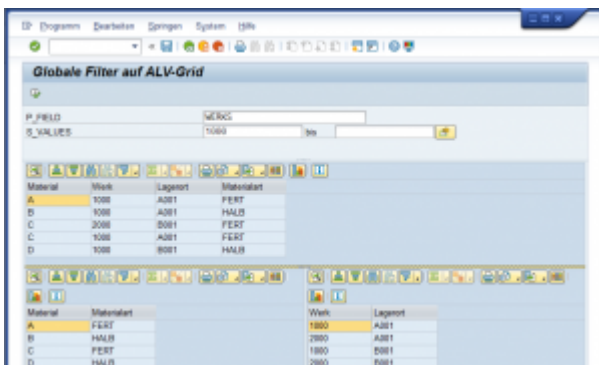 Programm Bearbeiten Springen System Hilfe
Globale Filter auf ALV-Grid
P_FIELD WERKS
S_VALUES 1000 bis
Material Werk Lagerort Materialart
A 1000 A001 FERT
B 1000 A001 HALB
C 2000 B001 FERT
C 1000 A001 FERT
D 1000 B001 HALB
Material Materialart
A FERT
B HALB
C FERT
D HALB
Werk Lagerort
1000 A001
2000 A001
1000 B001
2000 B001